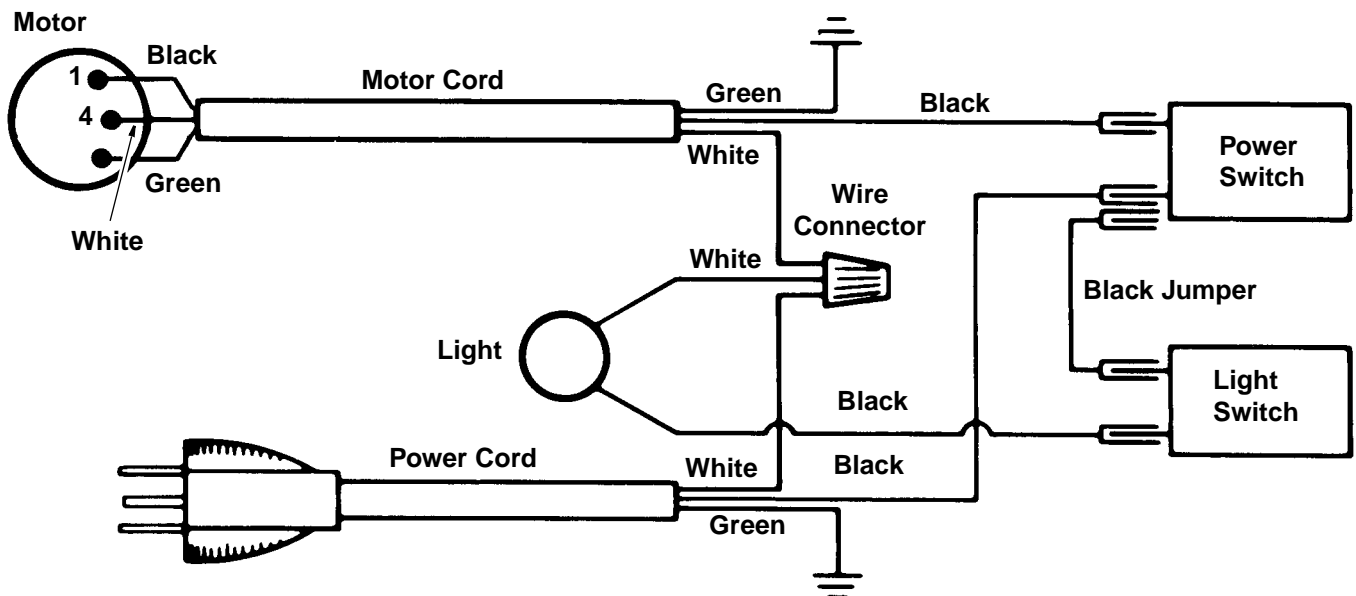 Motor
Black
1
Motor Cord
Green
Black
4
White
Power
Switch
Green
Wire
Connector
White
White
Black Jumper
Light
Light
Switch
Black
Power Cord
White
Black
Green